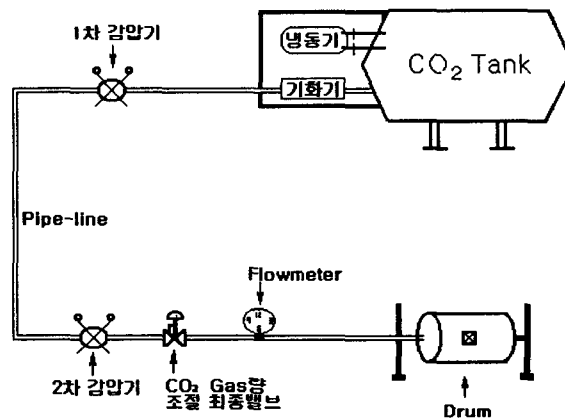 1차 감압기
냉동기
CO₂ Tank
기화기
Pipe-line
Flowmeter
2차 감압기
CO₂ Gas향
조절 최종밸브
Drum